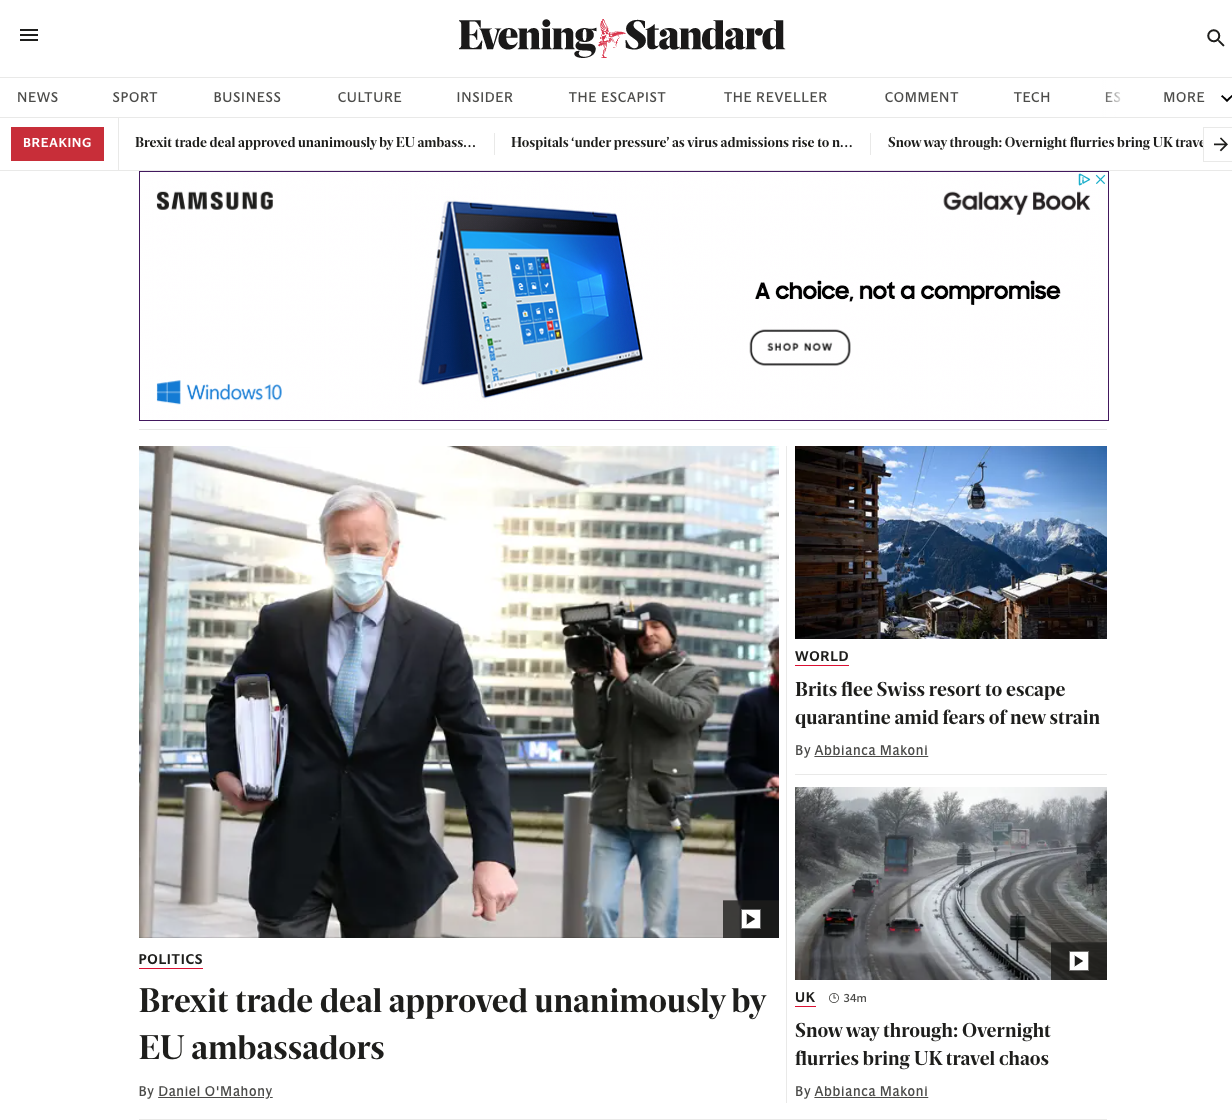 Evening Standard
NEWS SPORT BUSINESS CULTURE INSIDER THE ESCAPIST THE REVELLER COMMENT TECH ES MORE
BREAKING Brexit trade deal approved unanimously by EU ambass... Hospitals ‘under pressure’ as virus admissions rise to n... Snow way through: Overnight flurries bring UK trave
SAMSUNG Galaxy Book
A choice, not a compromise
SHOP NOW
Windows 10
POLITICS
Brexit trade deal approved unanimously by
EU ambassadors
By Daniel O'Mahony
WORLD
Brits flee Swiss resort to escape
quarantine amid fears of new strain
By Abbianca Makoni
UK 34m
Snow way through: Overnight
flurries bring UK travel chaos
By Abbianca Makoni